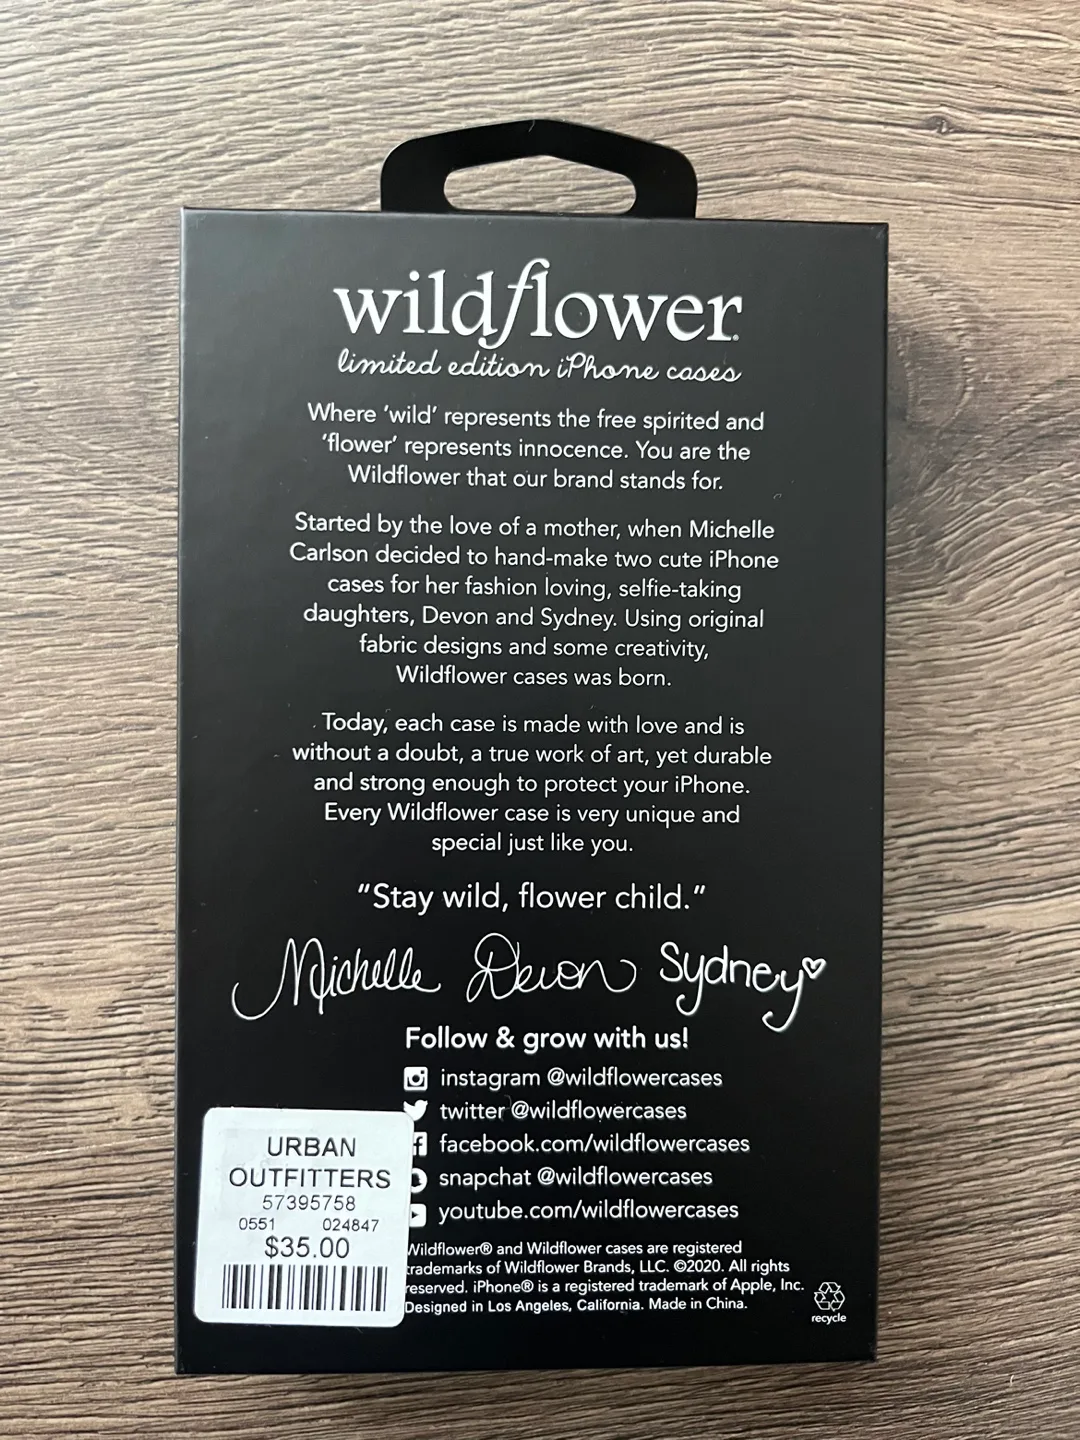 wildflower®
limited edition iPhone cases
Where ‘wild’ represents the free spirited and
‘flower’ represents innocence. You are the
Wildflower that our brand stands for.
Started by the love of a mother, when Michelle
Carlson decided to hand-make two cute iPhone
cases for her fashion loving, selfie-taking
daughters, Devon and Sydney. Using original
fabric designs and some creativity,
Wildflower cases was born.
Today, each case is made with love and is
without a doubt, a true work of art, yet durable
and strong enough to protect your iPhone.
Every Wildflower case is very unique and
special just like you.
“Stay wild, flower child.”
Michelle Devon Sydney
Follow & grow with us!
instagram @wildflowercases
twitter @wildflowercases
facebook.com/wildflowercases
snapchat @wildflowercases
youtube.com/wildflowercases
Wildflower® and Wildflower cases are registered
trademarks of Wildflower Brands, LLC. ©2020. All rights
reserved. iPhone® is a registered trademark of Apple, Inc.
Designed in Los Angeles, California. Made in China.
recycle
URBAN
OUTFITTERS
57395758
0551 024847
$35.00